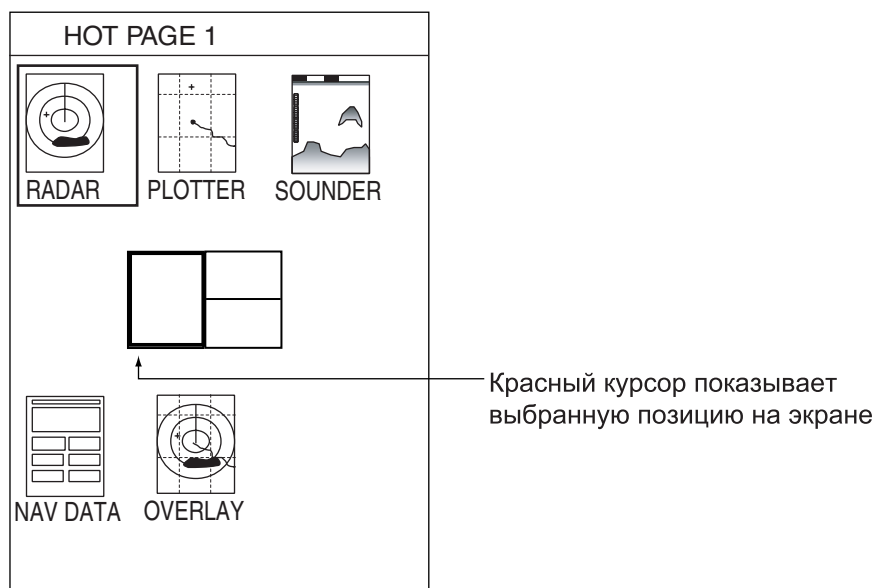 HOT PAGE 1
RADAR
PLOTTER
SOUNDER
Красный курсор показывает
выбранную позицию на экране
NAV DATA
OVERLAY